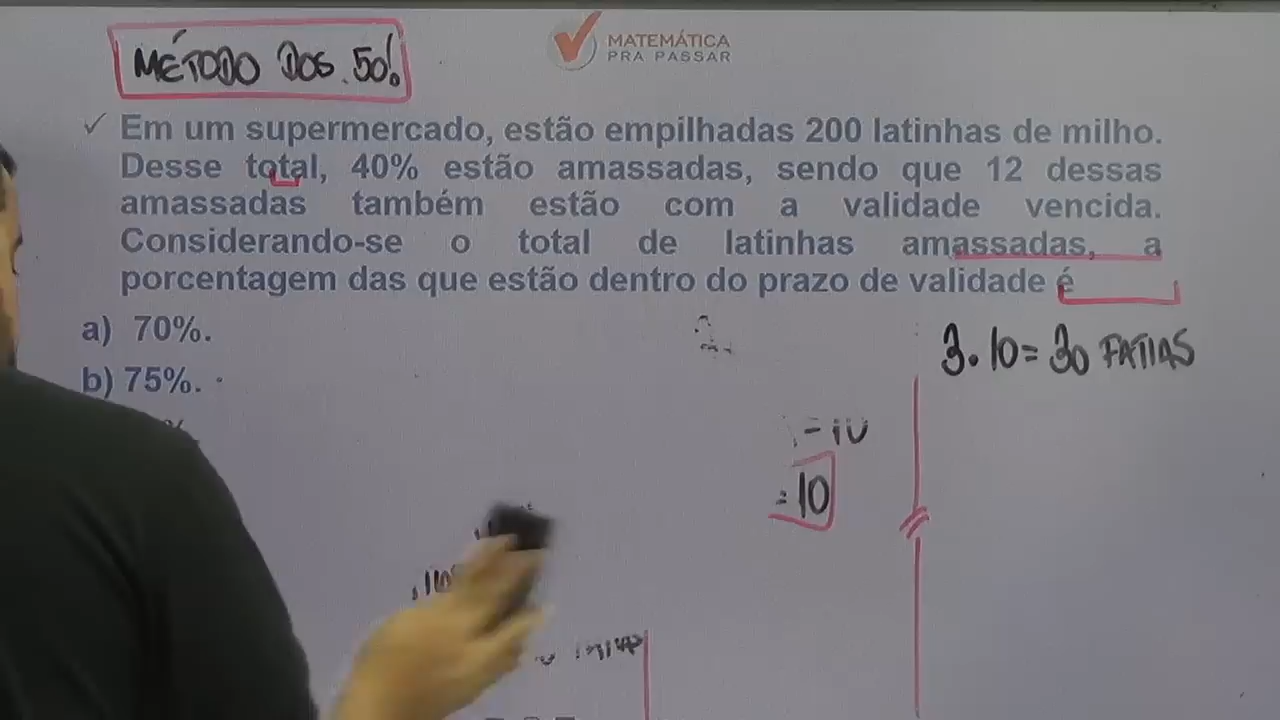 MÉTODO DOS 50!
MATEMÁTICA
PRA PASSAR
✓ Em um supermercado, estão empilhadas 200 latinhas de milho.
Desse total, 40% estão amassadas, sendo que 12 dessas
amassadas também estão com a validade vencida.
Considerando-se o total de latinhas amassadas, a
porcentagem das que estão dentro do prazo de validade é
a) 70%.
b) 75%.
3.10=30 FATIAS
=10
=10